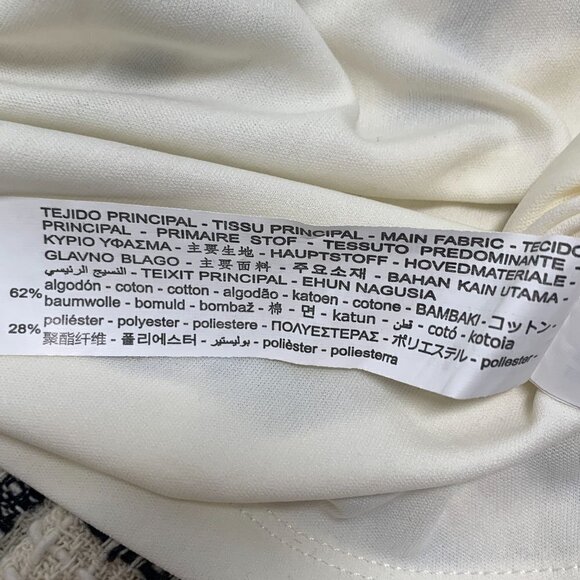 TEJIDO PRINCIPAL - TISSU PRINCIPAL - MAIN FABRIC - TECIDO
PRINCIPAL - PRIMAIRE STOF - TESSUTO PREDOMINANTE
ΚΥΡΙΟ ΥΦΑΣΜΑ - 主要生地 - HAUPTSTOFF - HOVEDMATERIALE -
GLAVNO BLAGO - 主要面料 - 주요소재 - BAHAN KAIN UTAMA -
النسيج الرئيسي - TEIXIT PRINCIPAL - EHUN NAGUSIA
62% algodón - coton - cotton - algodão - katoen - cotone - ΒΑΜΒΑΚΙ - コットン -
baumwolle - bomuld - bombaž - 棉 - 면 - katun - قطن - cotó - kotoia
28% poliéster - polyester - poliestere - ΠΟΛΥΕΣΤΕΡΑΣ - ポリエステル - poliester -
聚酯纤维 - 폴리에스터 - بوليستير - polièster - poliesterra